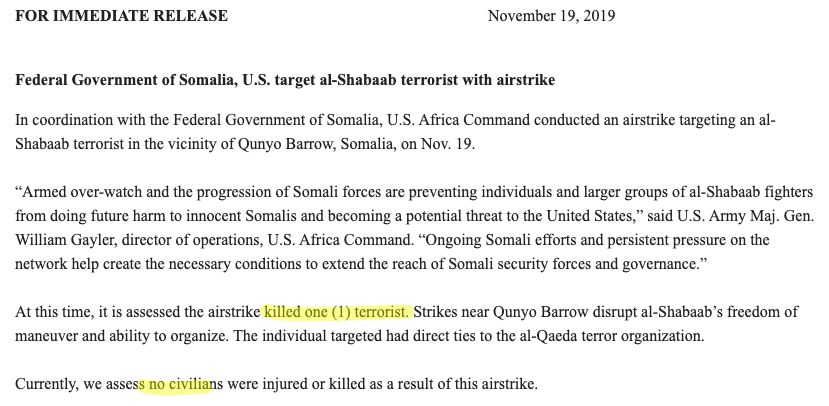 FOR IMMEDIATE RELEASE November 19, 2019
Federal Government of Somalia, U.S. target al-Shabaab terrorist with airstrike
In coordination with the Federal Government of Somalia, U.S. Africa Command conducted an airstrike targeting an al-
Shabaab terrorist in the vicinity of Qunyo Barrow, Somalia, on Nov. 19.
“Armed over-watch and the progression of Somali forces are preventing individuals and larger groups of al-Shabaab fighters
from doing future harm to innocent Somalis and becoming a potential threat to the United States,” said U.S. Army Maj. Gen.
William Gayler, director of operations, U.S. Africa Command. “Ongoing Somali efforts and persistent pressure on the
network help create the necessary conditions to extend the reach of Somali security forces and governance.”
At this time, it is assessed the airstrike killed one (1) terrorist. Strikes near Qunyo Barrow disrupt al-Shabaab’s freedom of
maneuver and ability to organize. The individual targeted had direct ties to the al-Qaeda terror organization.
Currently, we assess no civilians were injured or killed as a result of this airstrike.